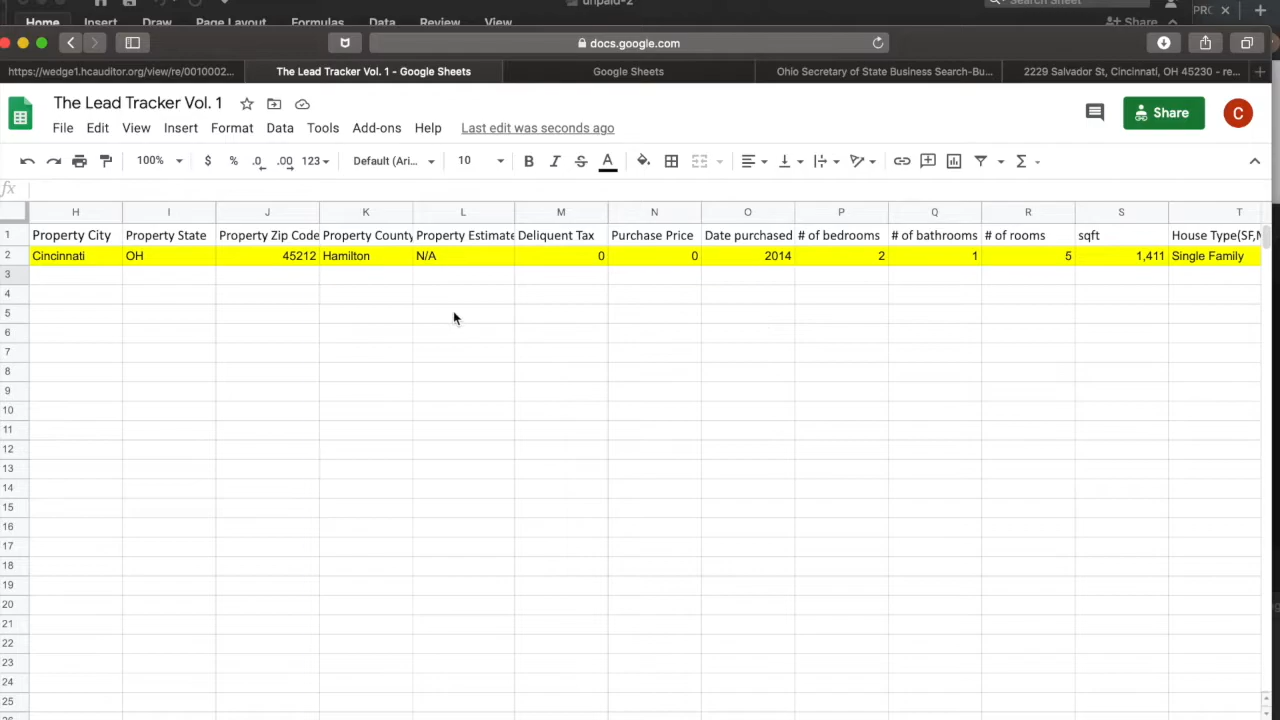 unpaid-2
Search Sheet
Home Insert Draw Page Layout Formulas Data Review View
Share
PRC
docs.google.com
https://wedge1.hcauditor.org/view/re/0010002... The Lead Tracker Vol. 1 - Google Sheets Google Sheets Ohio Secretary of State Business Search-Bu... 2229 Salvador St, Cincinnati, OH 45230 - re...
The Lead Tracker Vol. 1
File Edit View Insert Format Data Tools Add-ons Help Last edit was seconds ago
Share
C
100% $ % .0 .00 123 Default (Ari... 10 B I S A Σ
fx
H I J K L M N O P Q R S T
1 Property City Property State Property Zip Code Property County Property Estimate Deliquent Tax Purchase Price Date purchased # of bedrooms # of bathrooms # of rooms sqft House Type(SF,M
2 Cincinnati OH 45212 Hamilton N/A 0 0 2014 2 1 5 1,411 Single Family
3
4
5
6
7
8
9
10
11
12
13
14
15
16
17
18
19
20
21
22
23
24
25